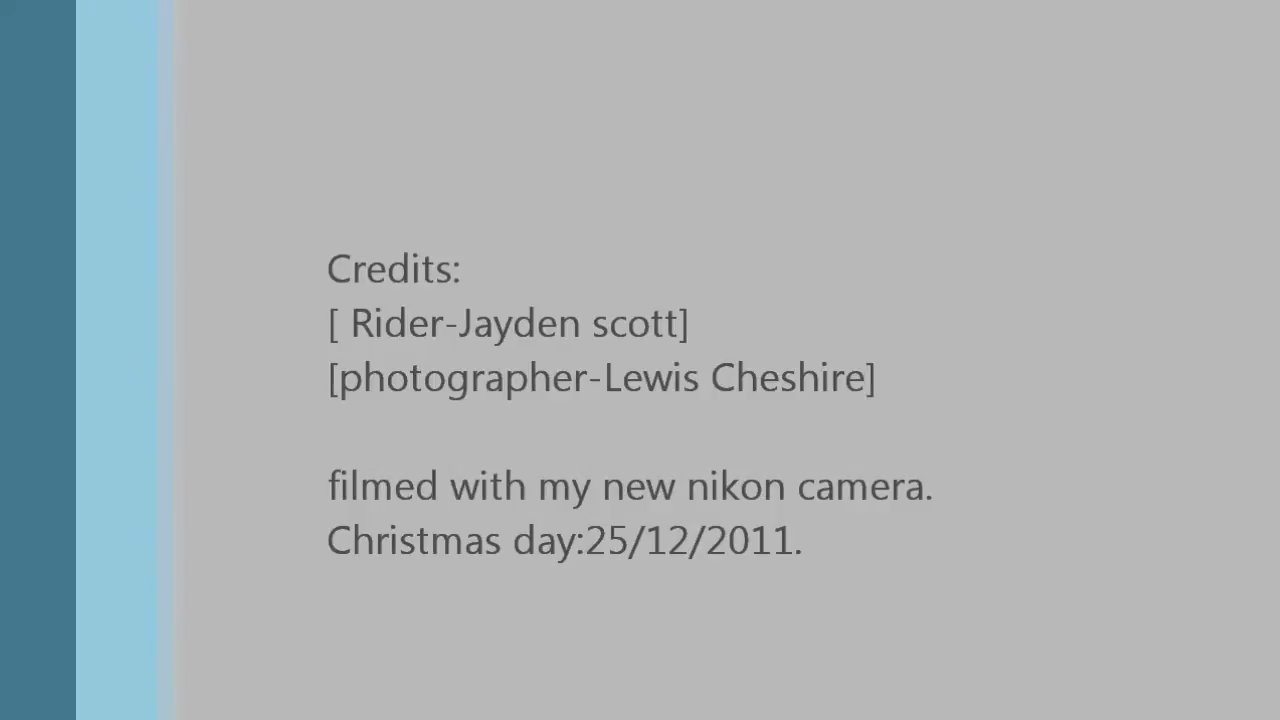 Credits:
[ Rider-Jayden scott]
[photographer-Lewis Cheshire]
filmed with my new nikon camera.
Christmas day:25/12/2011.